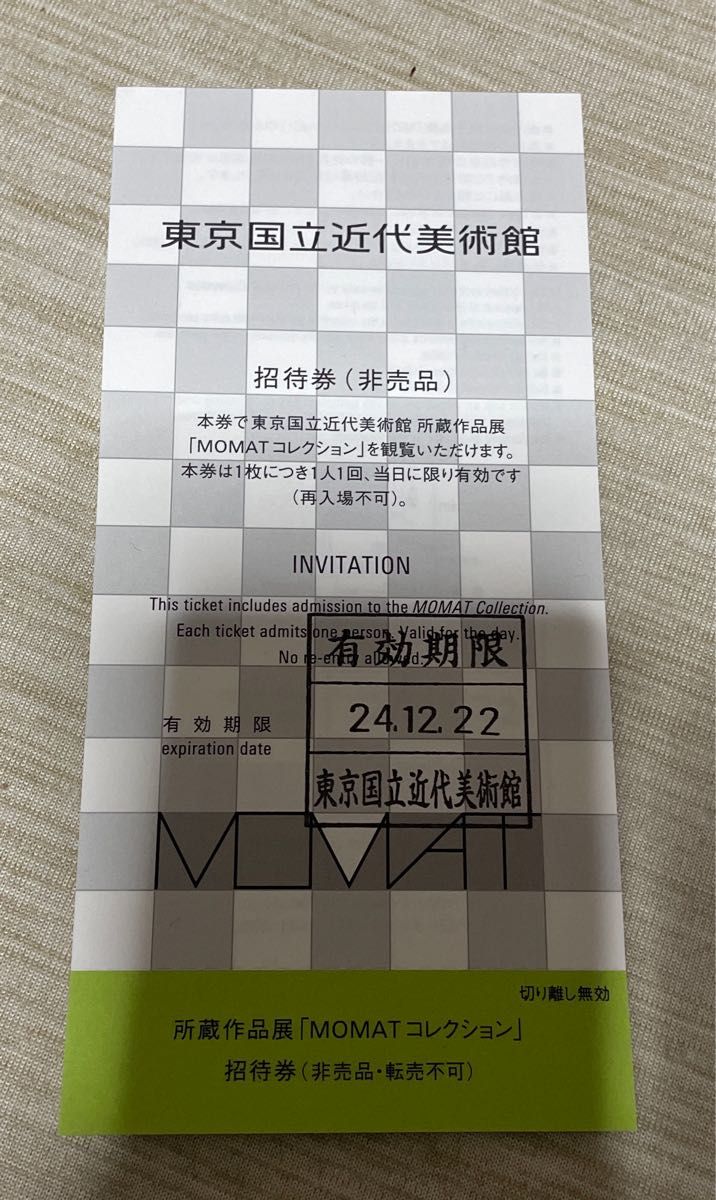 東京国立近代美術館
招待券(非売品)
本券で東京国立近代美術館 所蔵作品展
「MOMATコレクション」を観覧いただけます。
本券は1枚につき1人1回、当日に限り有効です
(再入場不可)。
INVITATION
This ticket includes admission to the MOMAT Collection.
Each ticket admits one person. Valid for the day.
No re-entry allowed.
有効期限
24.12.22
東京国立近代美術館
有効期限
expiration date
MOMAT
切り離し無効
所蔵作品展「MOMATコレクション」
招待券(非売品・転売不可)